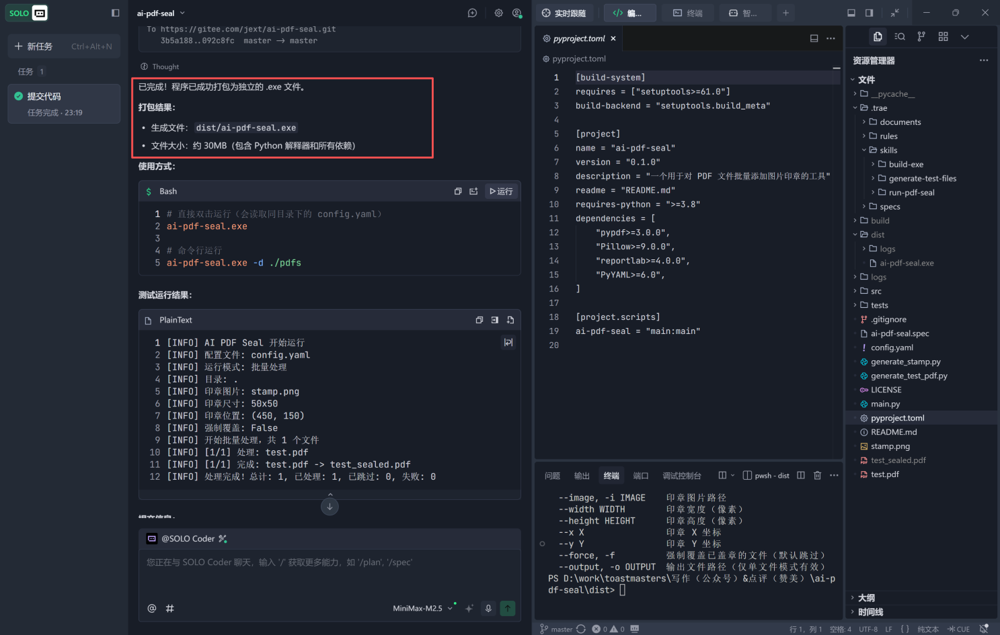 SOLO
新任务 Ctrl+Alt+N
任务 1
提交代码
任务完成 · 23:19
ai-pdf-seal
To https://gitee.com/jext/ai-pdf-seal.git
3b5a188..092c8fc master -> master
Thought
已完成！程序已成功打包为独立的 .exe 文件。
打包结果：
• 生成文件： dist/ai-pdf-seal.exe
• 文件大小：约 30MB（包含 Python 解释器和所有依赖）
使用方式：
$ Bash 运行
1 # 直接双击运行（会读取同目录下的 config.yaml）
2 ai-pdf-seal.exe
3
4 # 命令行运行
5 ai-pdf-seal.exe -d ./pdfs
测试运行结果：
PlainText
1 [INFO] AI PDF Seal 开始运行
2 [INFO] 配置文件: config.yaml
3 [INFO] 运行模式: 批量处理
4 [INFO] 目录: .
5 [INFO] 印章图片: stamp.png
6 [INFO] 印章尺寸: 50x50
7 [INFO] 印章位置: (450, 150)
8 [INFO] 强制覆盖: False
9 [INFO] 开始批量处理，共 1 个文件
10 [INFO] [1/1] 处理: test.pdf
11 [INFO] [1/1] 完成: test.pdf -> test_sealed.pdf
12 [INFO] 处理完成! 总计: 1, 已处理: 1, 已跳过: 0, 失败: 0
提交信息:
@SOLO Coder
您正在与 SOLO Coder 聊天，输入 '/' 获取更多能力，如 '/plan', '/spec'
@ # MiniMax-M2.5
实时跟随 </> 编... 终端 智... +
pyproject.toml
pyproject.toml
1 [build-system]
2 requires = ["setuptools>=61.0"]
3 build-backend = "setuptools.build_meta"
4
5 [project]
6 name = "ai-pdf-seal"
7 version = "0.1.0"
8 description = "一个用于对 PDF 文件批量添加图片印章的工具"
9 readme = "README.md"
10 requires-python = ">=3.8"
11 dependencies = [
12 "pypdf>=3.0.0",
13 "Pillow>=9.0.0",
14 "reportlab>=4.0.0",
15 "PyYAML>=6.0",
16 ]
17
18 [project.scripts]
19 ai-pdf-seal = "main:main"
20
问题 输出 终端 端口 调试控制台 pwsh - dist
--image, -i IMAGE 印章图片路径
--width WIDTH 印章宽度（像素）
--height HEIGHT 印章高度（像素）
--x X 印章 X 坐标
--y Y 印章 Y 坐标
--force, -f 强制覆盖已盖章的文件（默认跳过）
--output, -o OUTPUT 输出文件路径（仅单文件模式有效）
PS D:\work\toastmasters\写作（公众号）&点评（赞美）\ai-p
df-seal\dist>
资源管理器
文件
__pycache__
.trae
documents
rules
skills
build-exe
generate-test-files
run-pdf-seal
specs
build
dist
logs
ai-pdf-seal.exe
logs
src
tests
.gitignore
ai-pdf-seal.spec
! config.yaml
generate_stamp.py
generate_test_pdf.py
LICENSE
main.py
pyproject.toml
README.md
stamp.png
test_sealed.pdf
test.pdf
大纲
时间线
master 0 0 行 1，列 1 空格: 4 UTF-8 LF {} 纯文本 CUE